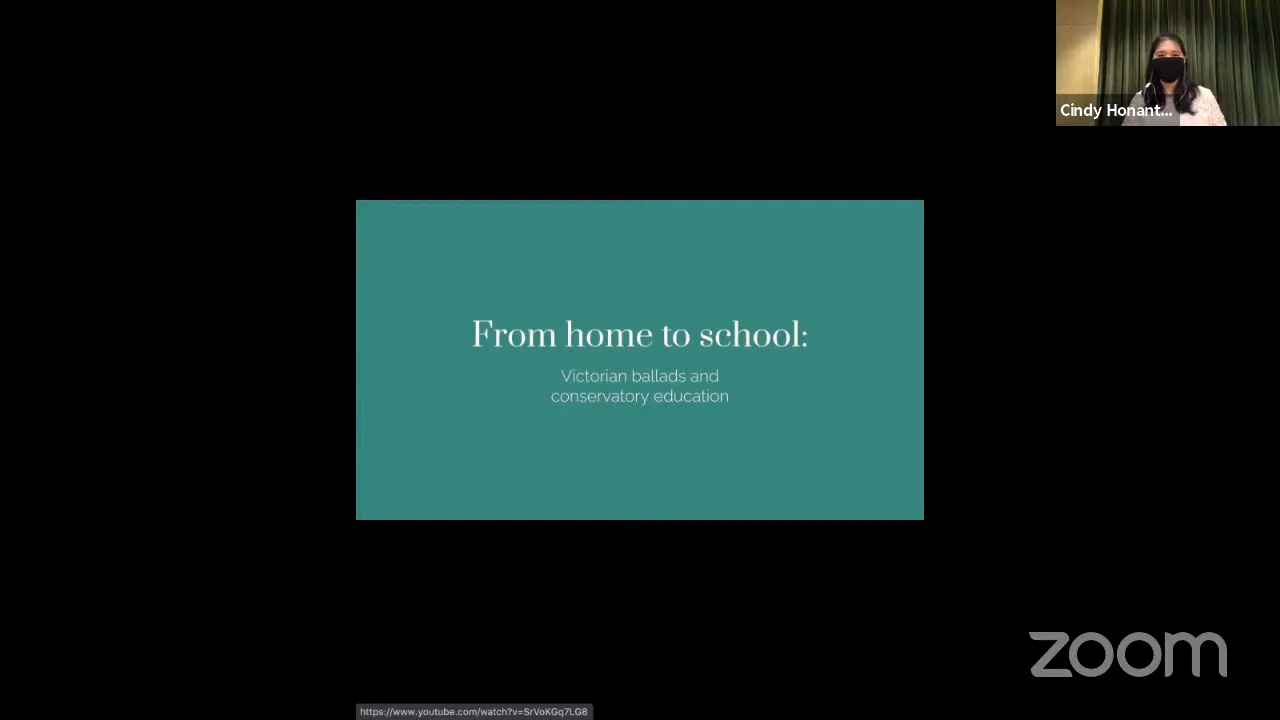 Cindy Honant...
From home to school:
Victorian ballads and
conservatory education
zoom
https://www.youtube.com/watch?v=SrVoKGq7LG8